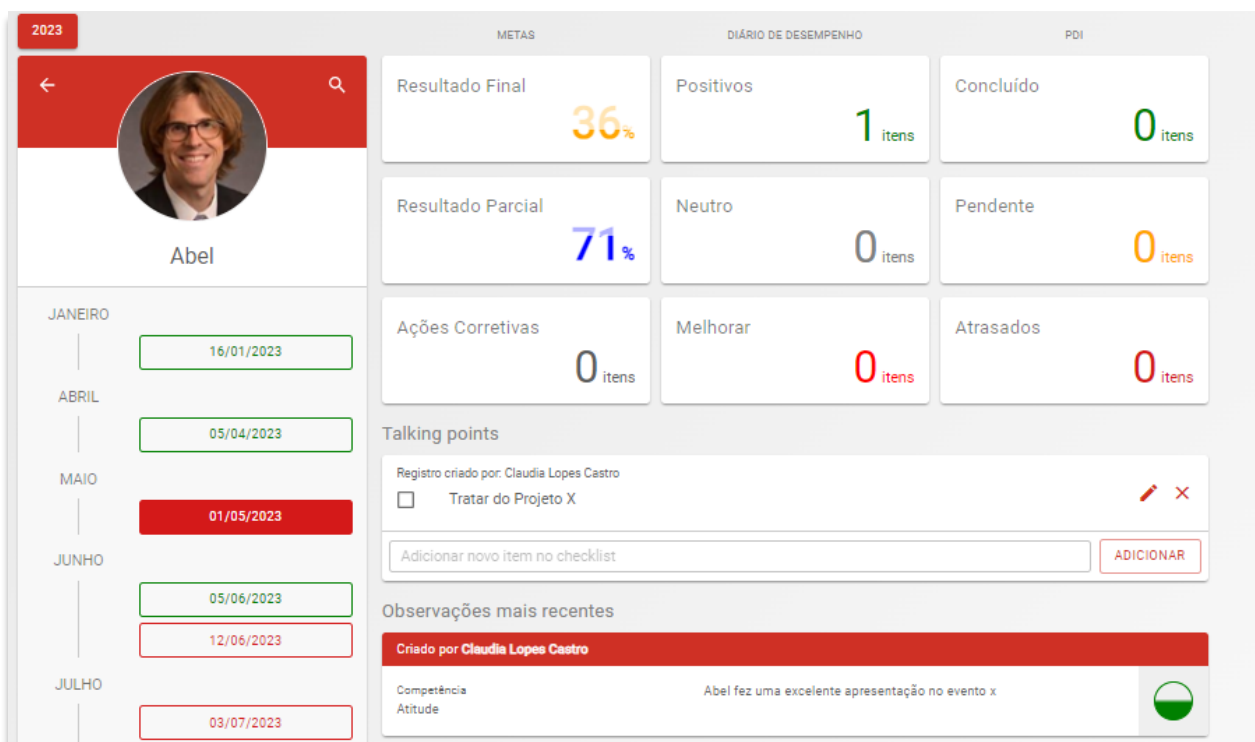 2023
METAS
DIÁRIO DE DESEMPENHO
PDI
Abel
JANEIRO
16/01/2023
ABRIL
05/04/2023
MAIO
01/05/2023
JUNHO
05/06/2023
12/06/2023
JULHO
03/07/2023
Resultado Final
36%
Positivos
1 itens
Concluído
0 itens
Resultado Parcial
71%
Neutro
0 itens
Pendente
0 itens
Ações Corretivas
0 itens
Melhorar
0 itens
Atrasados
0 itens
Talking points
Registro criado por: Claudia Lopes Castro
Tratar do Projeto X
Adicionar novo item no checklist
ADICIONAR
Observações mais recentes
Criado por Claudia Lopes Castro
Competência
Atitude
Abel fez uma excelente apresentação no evento x